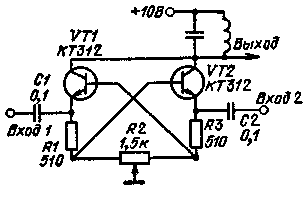 +10В
Выход
VT1
КТ312
VT2
КТ312
C1
0,1
Вход 1
R1
510
R2
1,5к
R3
510
C2
0,1
Вход 2